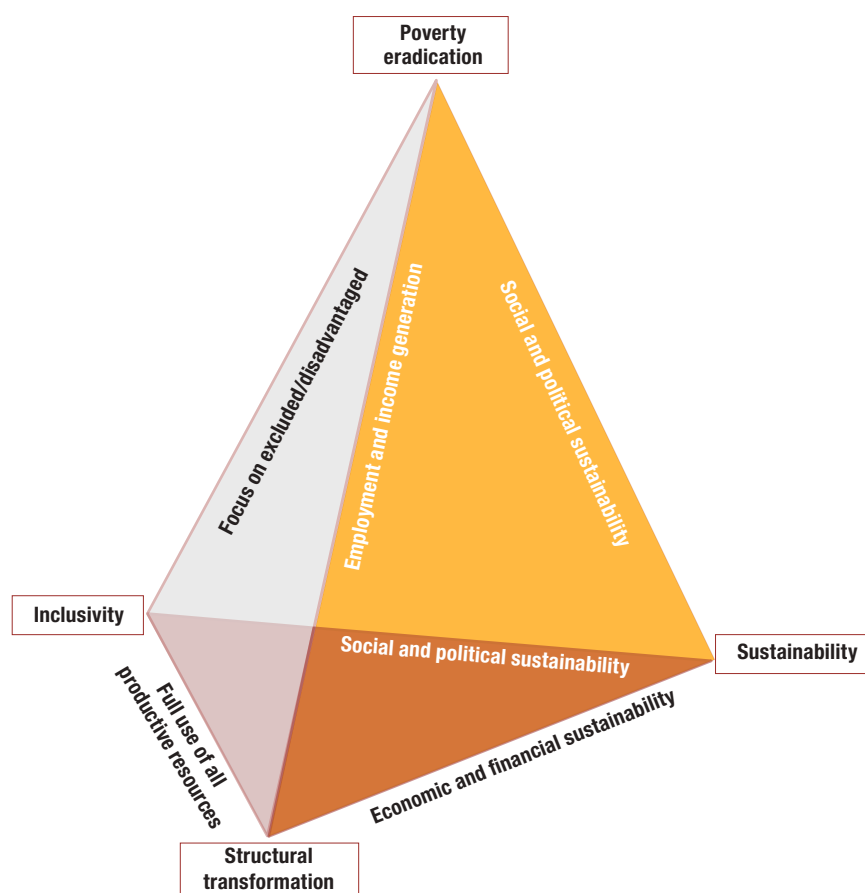 Poverty
eradication
Focus on excluded/disadvantaged
Employment and income generation
Social and political sustainability
Inclusivity
Social and political sustainability
Sustainability
Full use of all
productive resources
Economic and financial sustainability
Structural
transformation